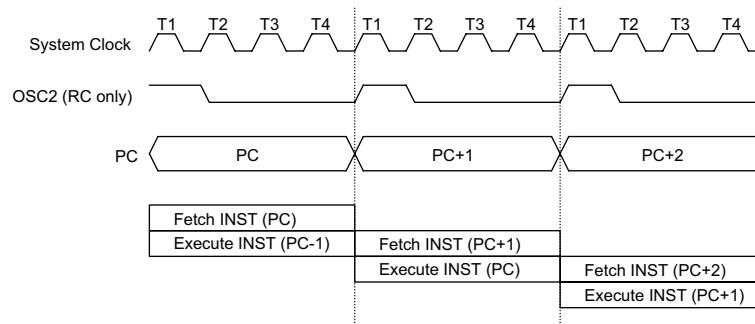 T1 T2 T3 T4 T1 T2 T3 T4 T1 T2 T3 T4
System Clock
OSC2 (RC only)
PC PC PC+1 PC+2
Fetch INST (PC)
Execute INST (PC-1) Fetch INST (PC+1)
Execute INST (PC) Fetch INST (PC+2)
Execute INST (PC+1)